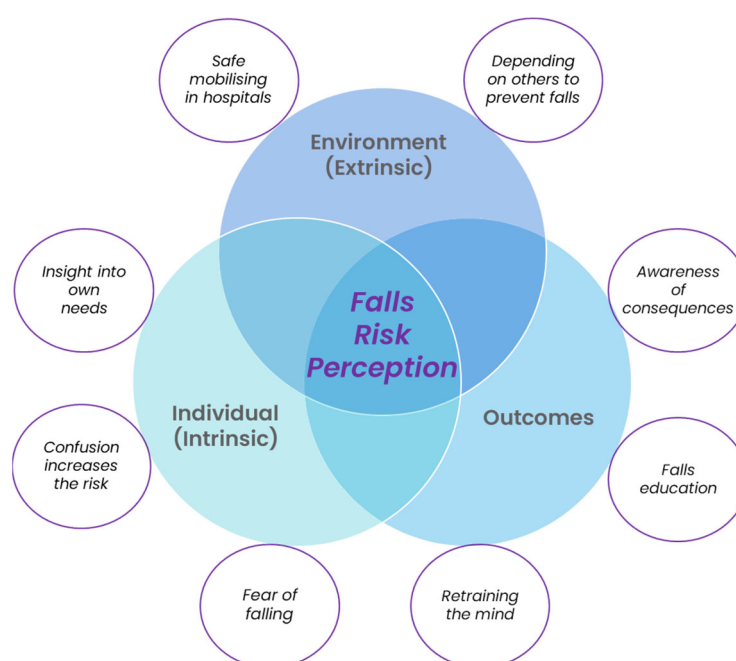 Safe
mobilising
in hospitals
Depending
on others to
prevent falls
Environment
(Extrinsic)
Insight into
own
needs
Falls
Risk
Perception
Awareness
of
consequences
Individual
(Intrinsic)
Outcomes
Confusion
increases
the risk
Falls
education
Fear of
falling
Retraining
the mind